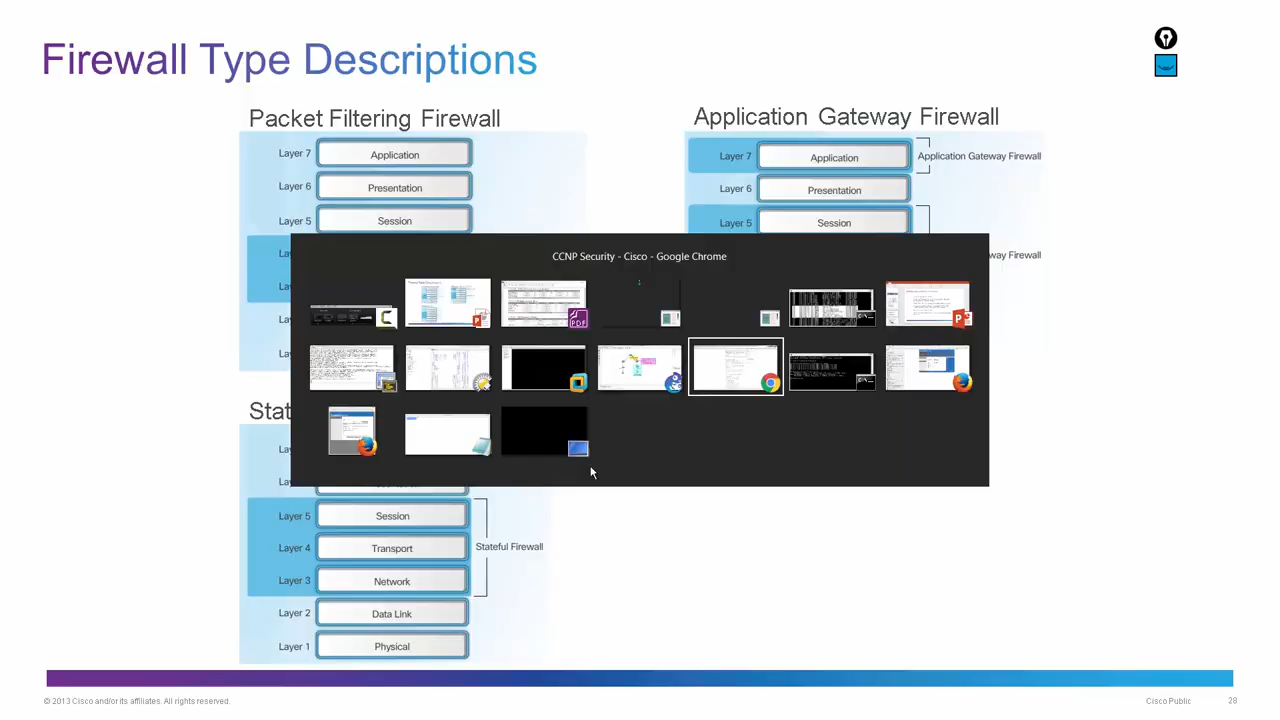 Firewall Type Descriptions
Packet Filtering Firewall
Application Gateway Firewall
Layer 7
Application
Layer 6
Presentation
Layer 5
Session
Layer 7
Application
Application Gateway Firewall
Layer 6
Presentation
Layer 5
Session
CCNP Security - Cisco - Google Chrome
Layer 5
Session
Layer 4
Transport
Stateful Firewall
Layer 3
Network
Layer 2
Data Link
Layer 1
Physical
© 2013 Cisco and/or its affiliates. All rights reserved.
Cisco Public
28